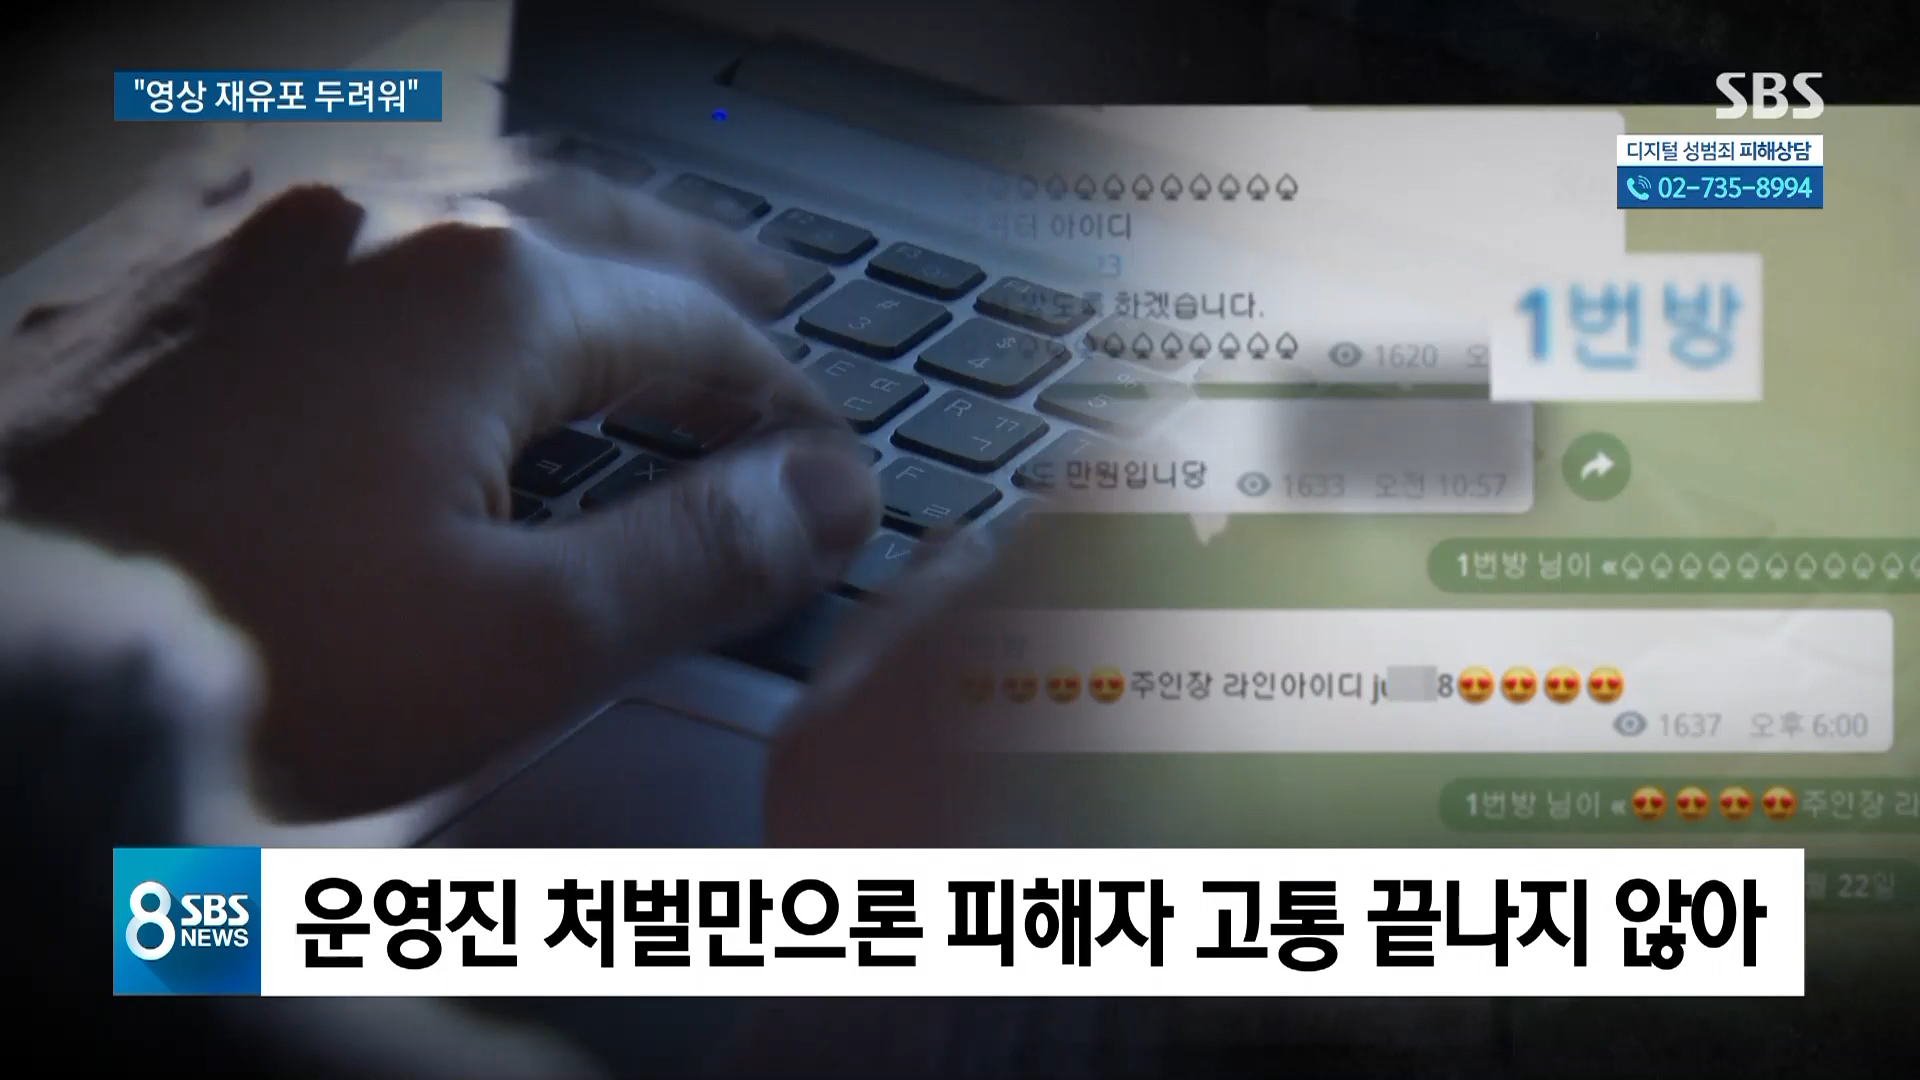 "영상 재유포 두려워"
SBS
디지털 성범죄 피해상담
02-735-8994
♤♤♤♤♤♤♤♤♤♤
아이디
하겠습니다.
♤♤♤♤♤♤♤♤♤♤ 1620 오
1번방
만원입니당 1633 오전 10:57
1번방 님이 «♤♤♤♤♤♤♤♤♤♤
😍😍😍😍주인장 라인아이디 ju 8😍😍😍😍
1637 오후 6:00
1번방 님이 «😍😍😍😍주인장 라
22일
8 SBS NEWS
운영진 처벌만으론 피해자 고통 끝나지 않아